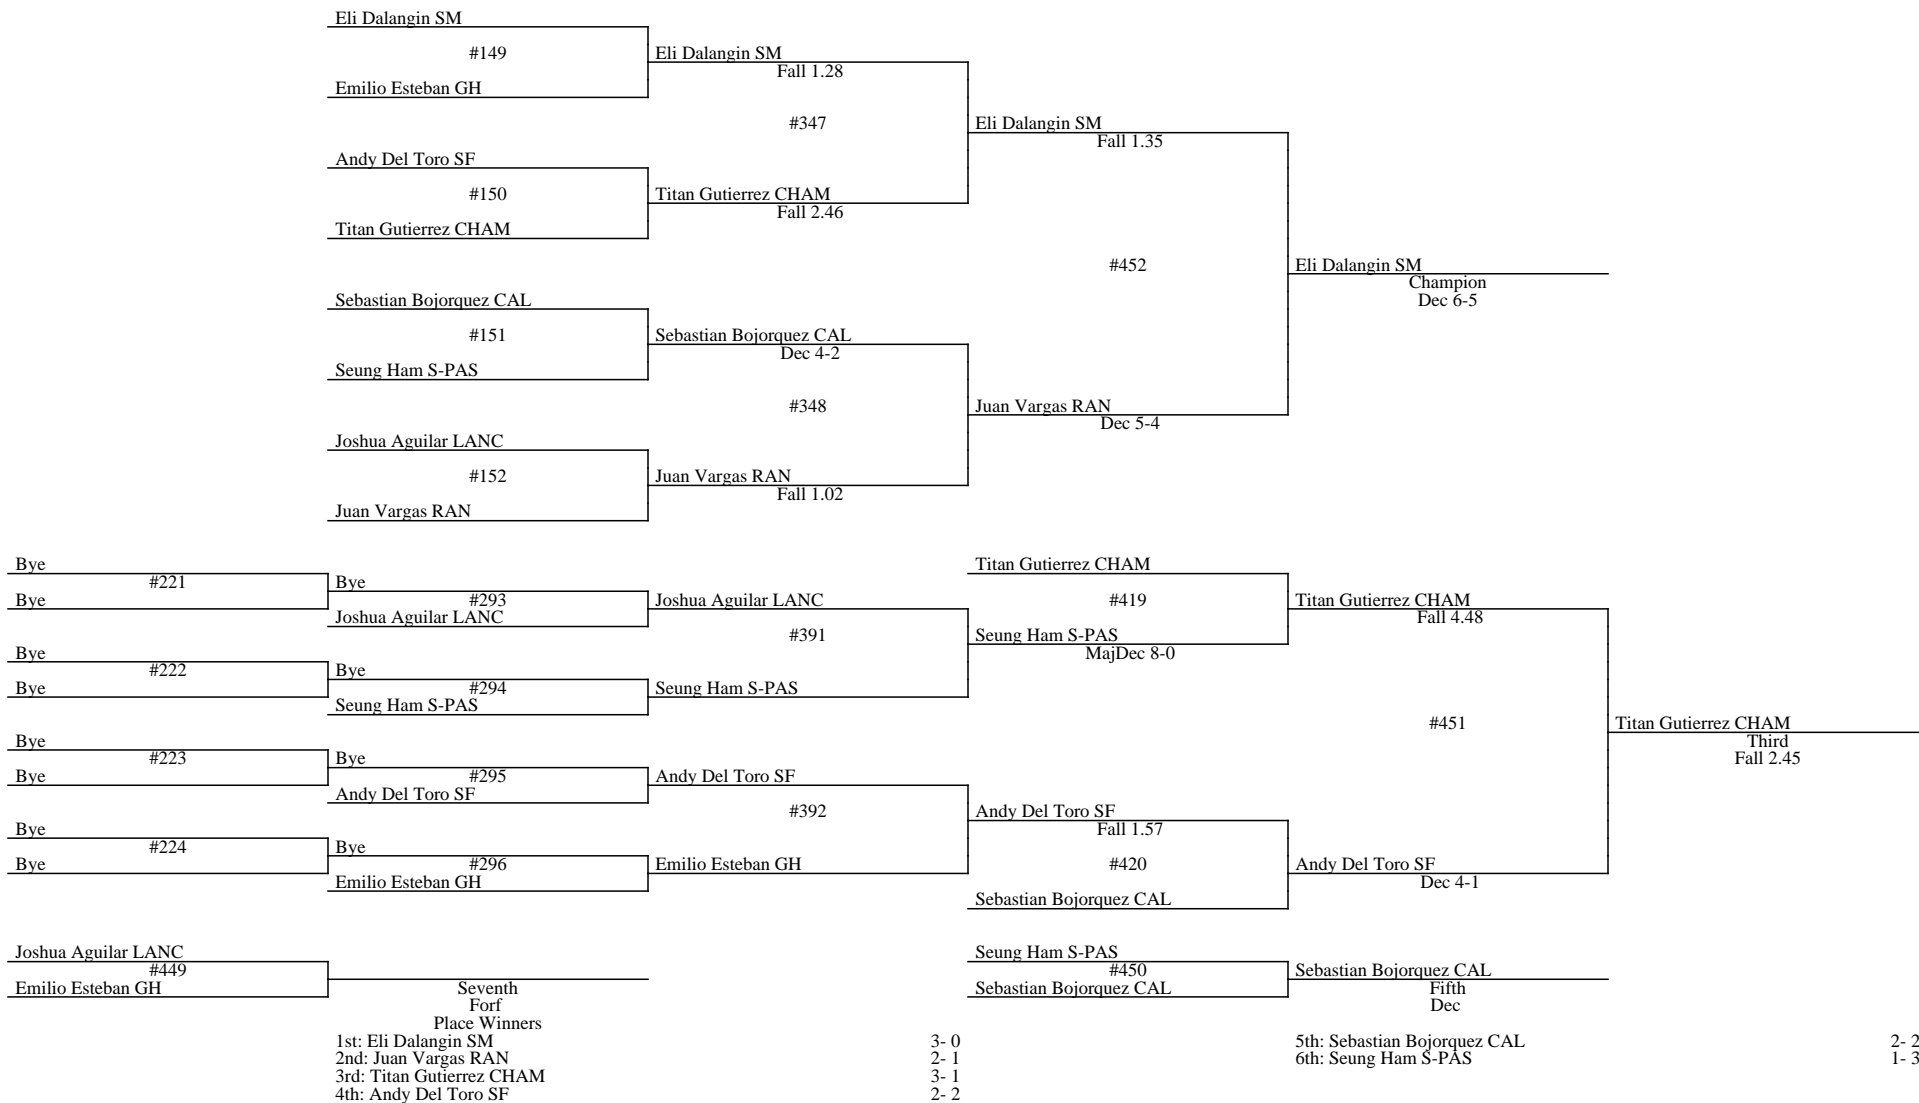 Eli Dalangin SM
#149
Emilio Esteban GH
Eli Dalangin SM
Fall 1.28
#347
Andy Del Toro SF
#150
Titan Gutierrez CHAM
Titan Gutierrez CHAM
Fall 2.46
Eli Dalangin SM
Fall 1.35
#452
Eli Dalangin SM
Champion
Dec 6-5
Sebastian Bojorquez CAL
#151
Seung Ham S-PAS
Sebastian Bojorquez CAL
Dec 4-2
#348
Joshua Aguilar LANC
#152
Juan Vargas RAN
Juan Vargas RAN
Fall 1.02
Juan Vargas RAN
Dec 5-4
Bye
#221
Bye
Bye
#293
Joshua Aguilar LANC
Joshua Aguilar LANC
#391
Bye
#222
Bye
Bye
#294
Seung Ham S-PAS
Seung Ham S-PAS
Titan Gutierrez CHAM
#419
Seung Ham S-PAS
MajDec 8-0
Titan Gutierrez CHAM
Fall 4.48
#451
Titan Gutierrez CHAM
Third
Fall 2.45
Bye
#223
Bye
Bye
#295
Andy Del Toro SF
Andy Del Toro SF
#392
Bye
#224
Bye
Bye
#296
Emilio Esteban GH
Emilio Esteban GH
Andy Del Toro SF
Fall 1.57
#420
Sebastian Bojorquez CAL
Andy Del Toro SF
Dec 4-1
Joshua Aguilar LANC
#449
Emilio Esteban GH
Seventh
Forf
Seung Ham S-PAS
#450
Sebastian Bojorquez CAL
Sebastian Bojorquez CAL
Fifth
Dec
Place Winners
1st: Eli Dalangin SM 3- 0
2nd: Juan Vargas RAN 2- 1
3rd: Titan Gutierrez CHAM 3- 1
4th: Andy Del Toro SF 2- 2
5th: Sebastian Bojorquez CAL 2- 2
6th: Seung Ham S-PAS 1- 3